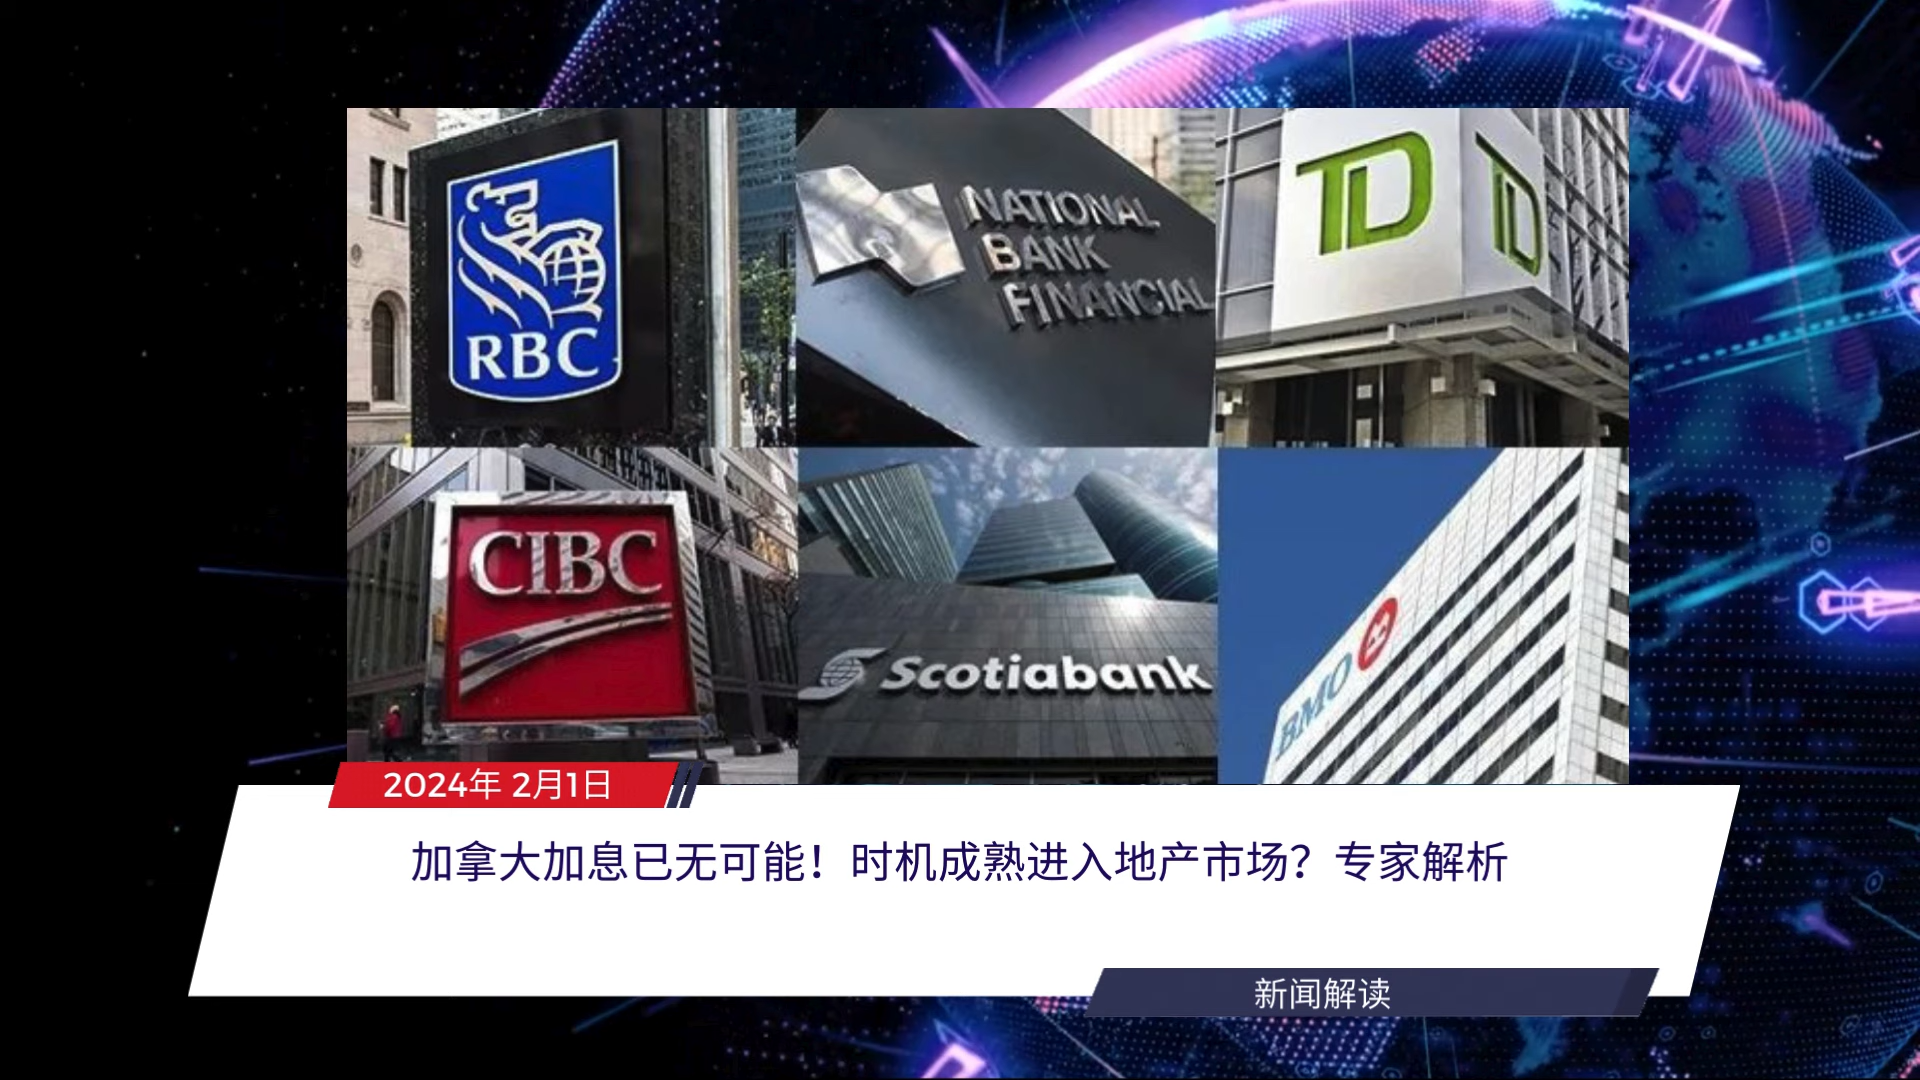 RBC
NATIONAL
BANK
FINANCIAL
TD
TD
CIBC
Scotiabank
BMO
2024年 2月1日
加拿大加息已无可能！时机成熟进入地产市场？专家解析
新闻解读